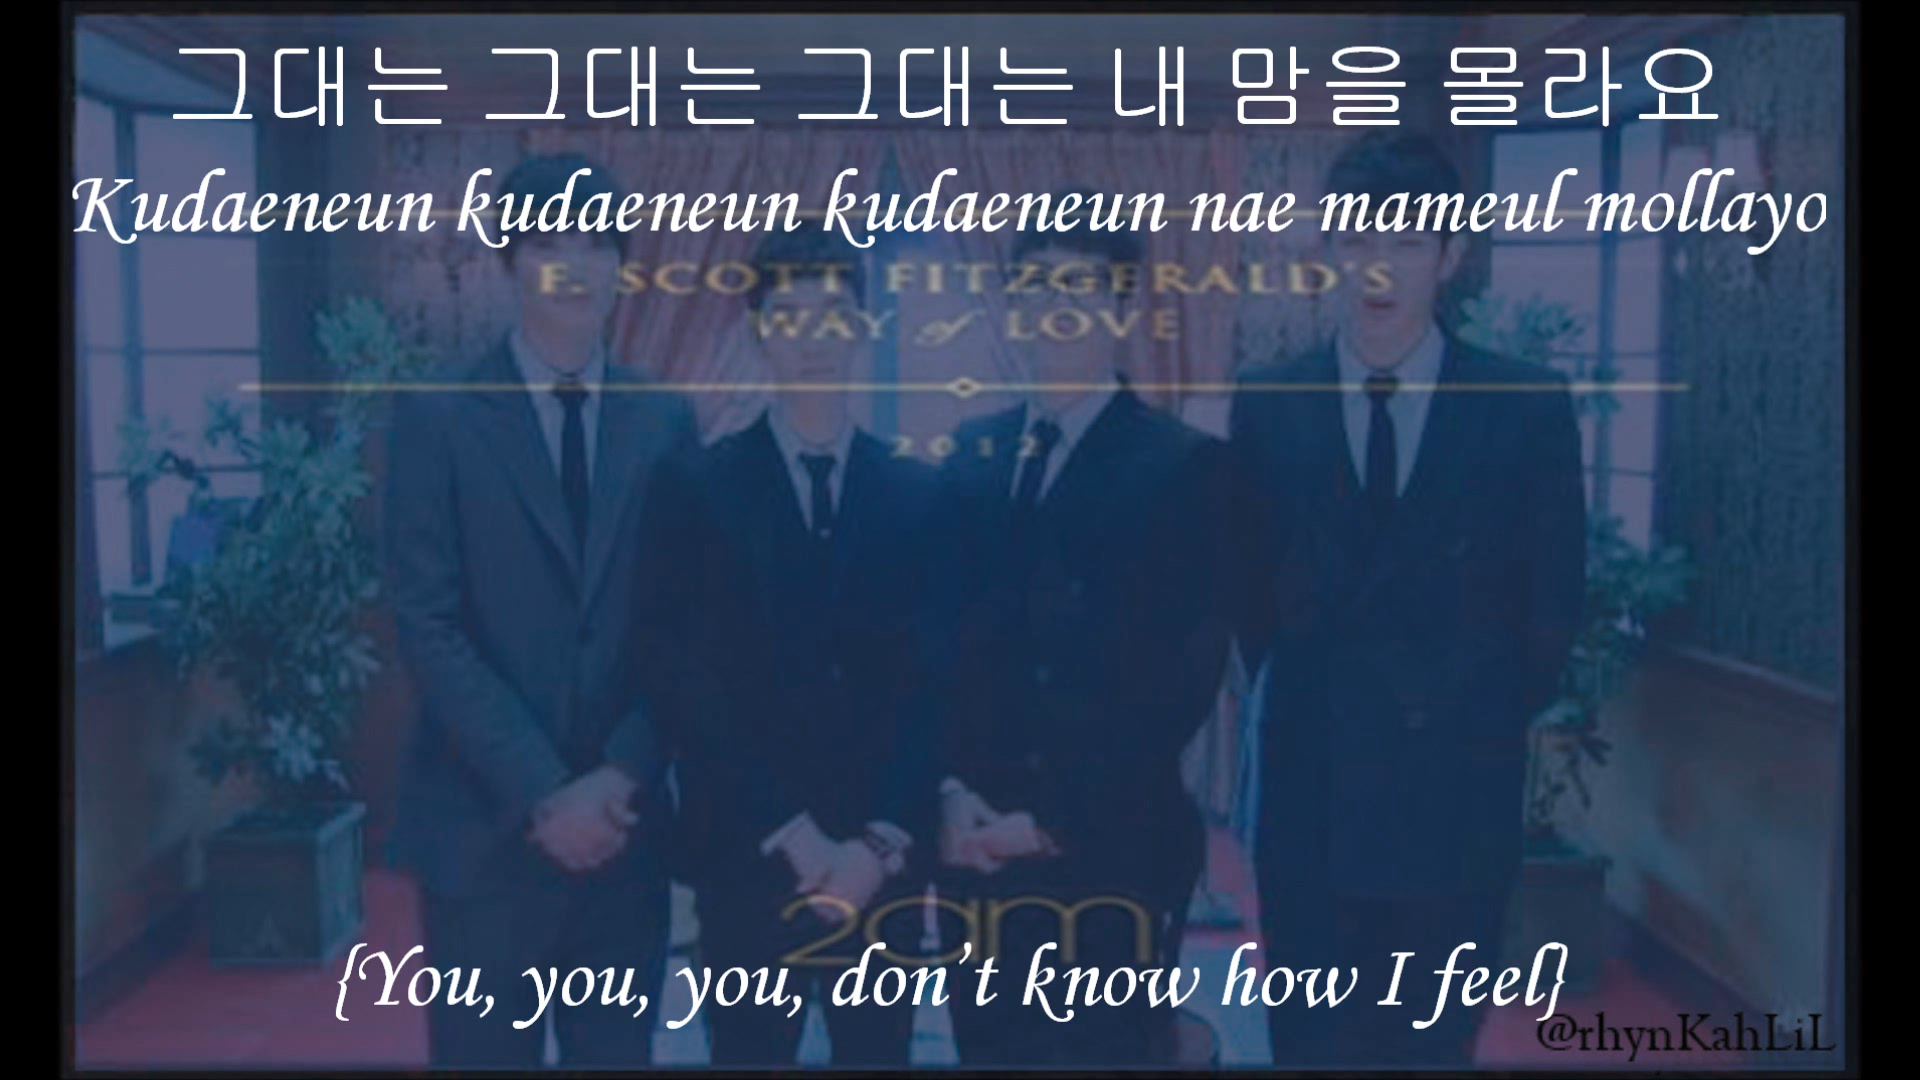 그대는 그대는 그대는 내 맘을 몰라요
Kudaeneun kudaeneun kudaeneun nae mameul mollayo
F. SCOTT FITZGERALD'S
WAY of LOVE
2012
2am
{You, you, you, don't know how I feel}
@rhynKahLiL